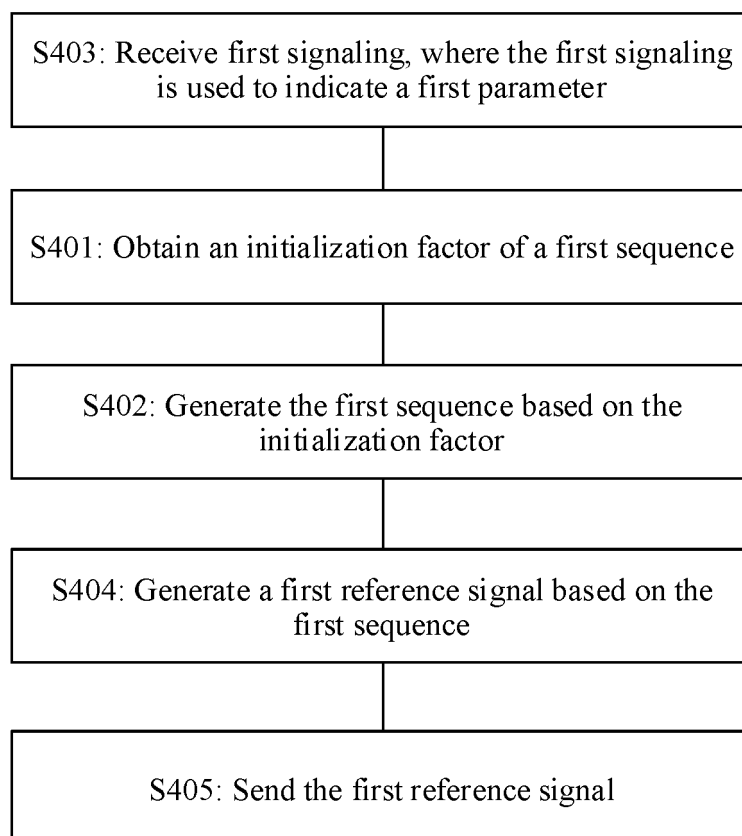 S403: Receive first signaling, where the first signaling
is used to indicate a first parameter
S401: Obtain an initialization factor of a first sequence
S402: Generate the first sequence based on the
initialization factor
S404: Generate a first reference signal based on the
first sequence
S405: Send the first reference signal